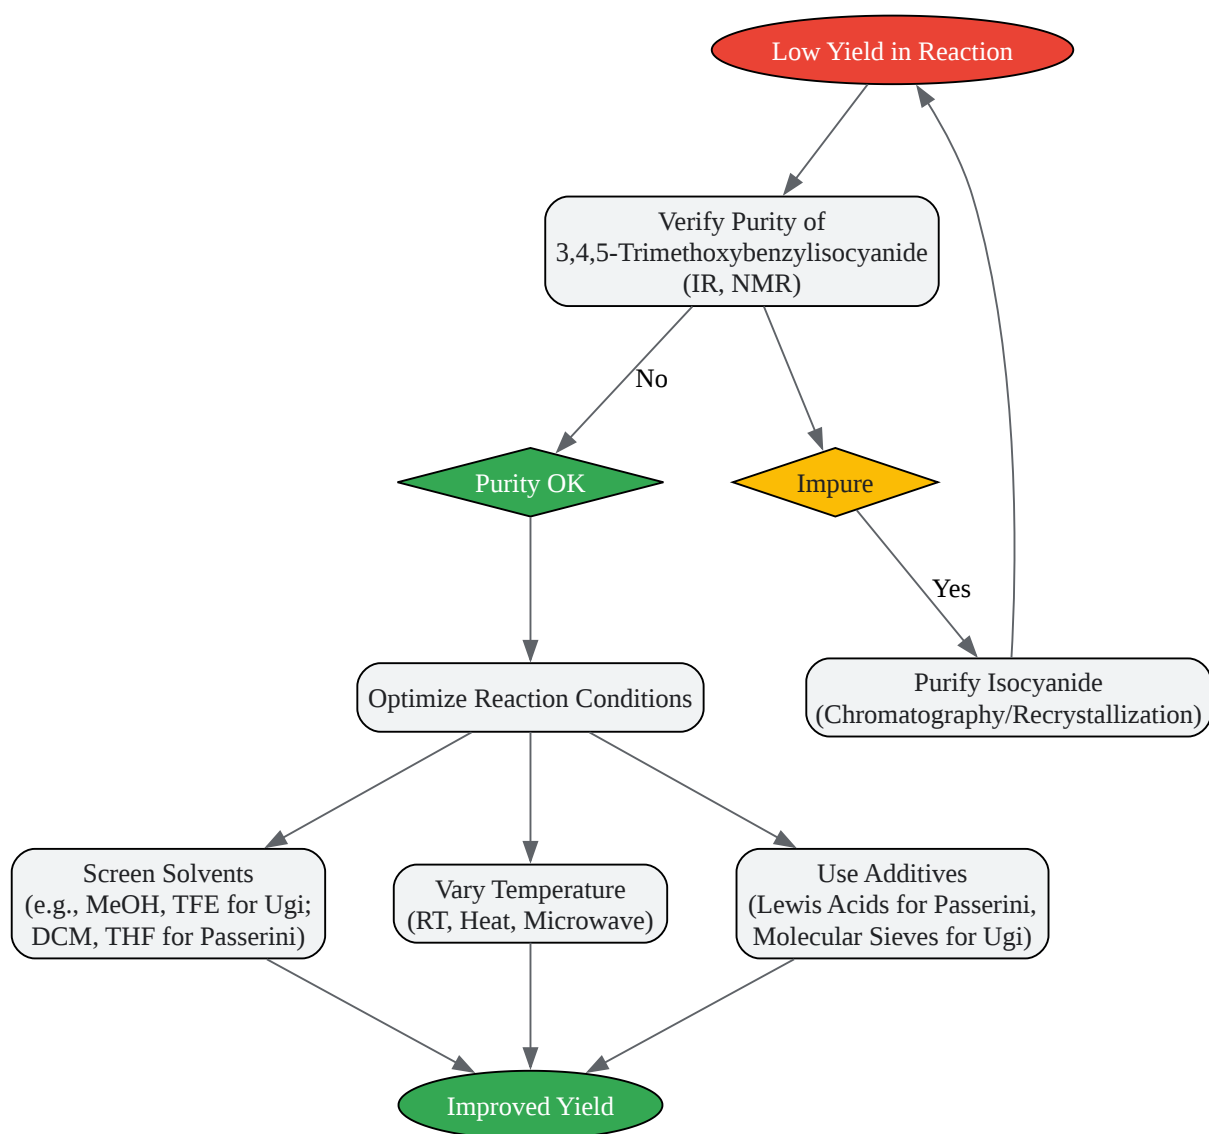 Low Yield in Reaction
Verify Purity of
3,4,5-Trimethoxybenzylisocyanide
(IR, NMR)
No
Purity OK
Impure
Yes
Optimize Reaction Conditions
Purify Isocyanide
(Chromatography/Recrystallization)
Screen Solvents
(e.g., MeOH, TFE for Ugi;
DCM, THF for Passerini)
Vary Temperature
(RT, Heat, Microwave)
Use Additives
(Lewis Acids for Passerini,
Molecular Sieves for Ugi)
Improved Yield